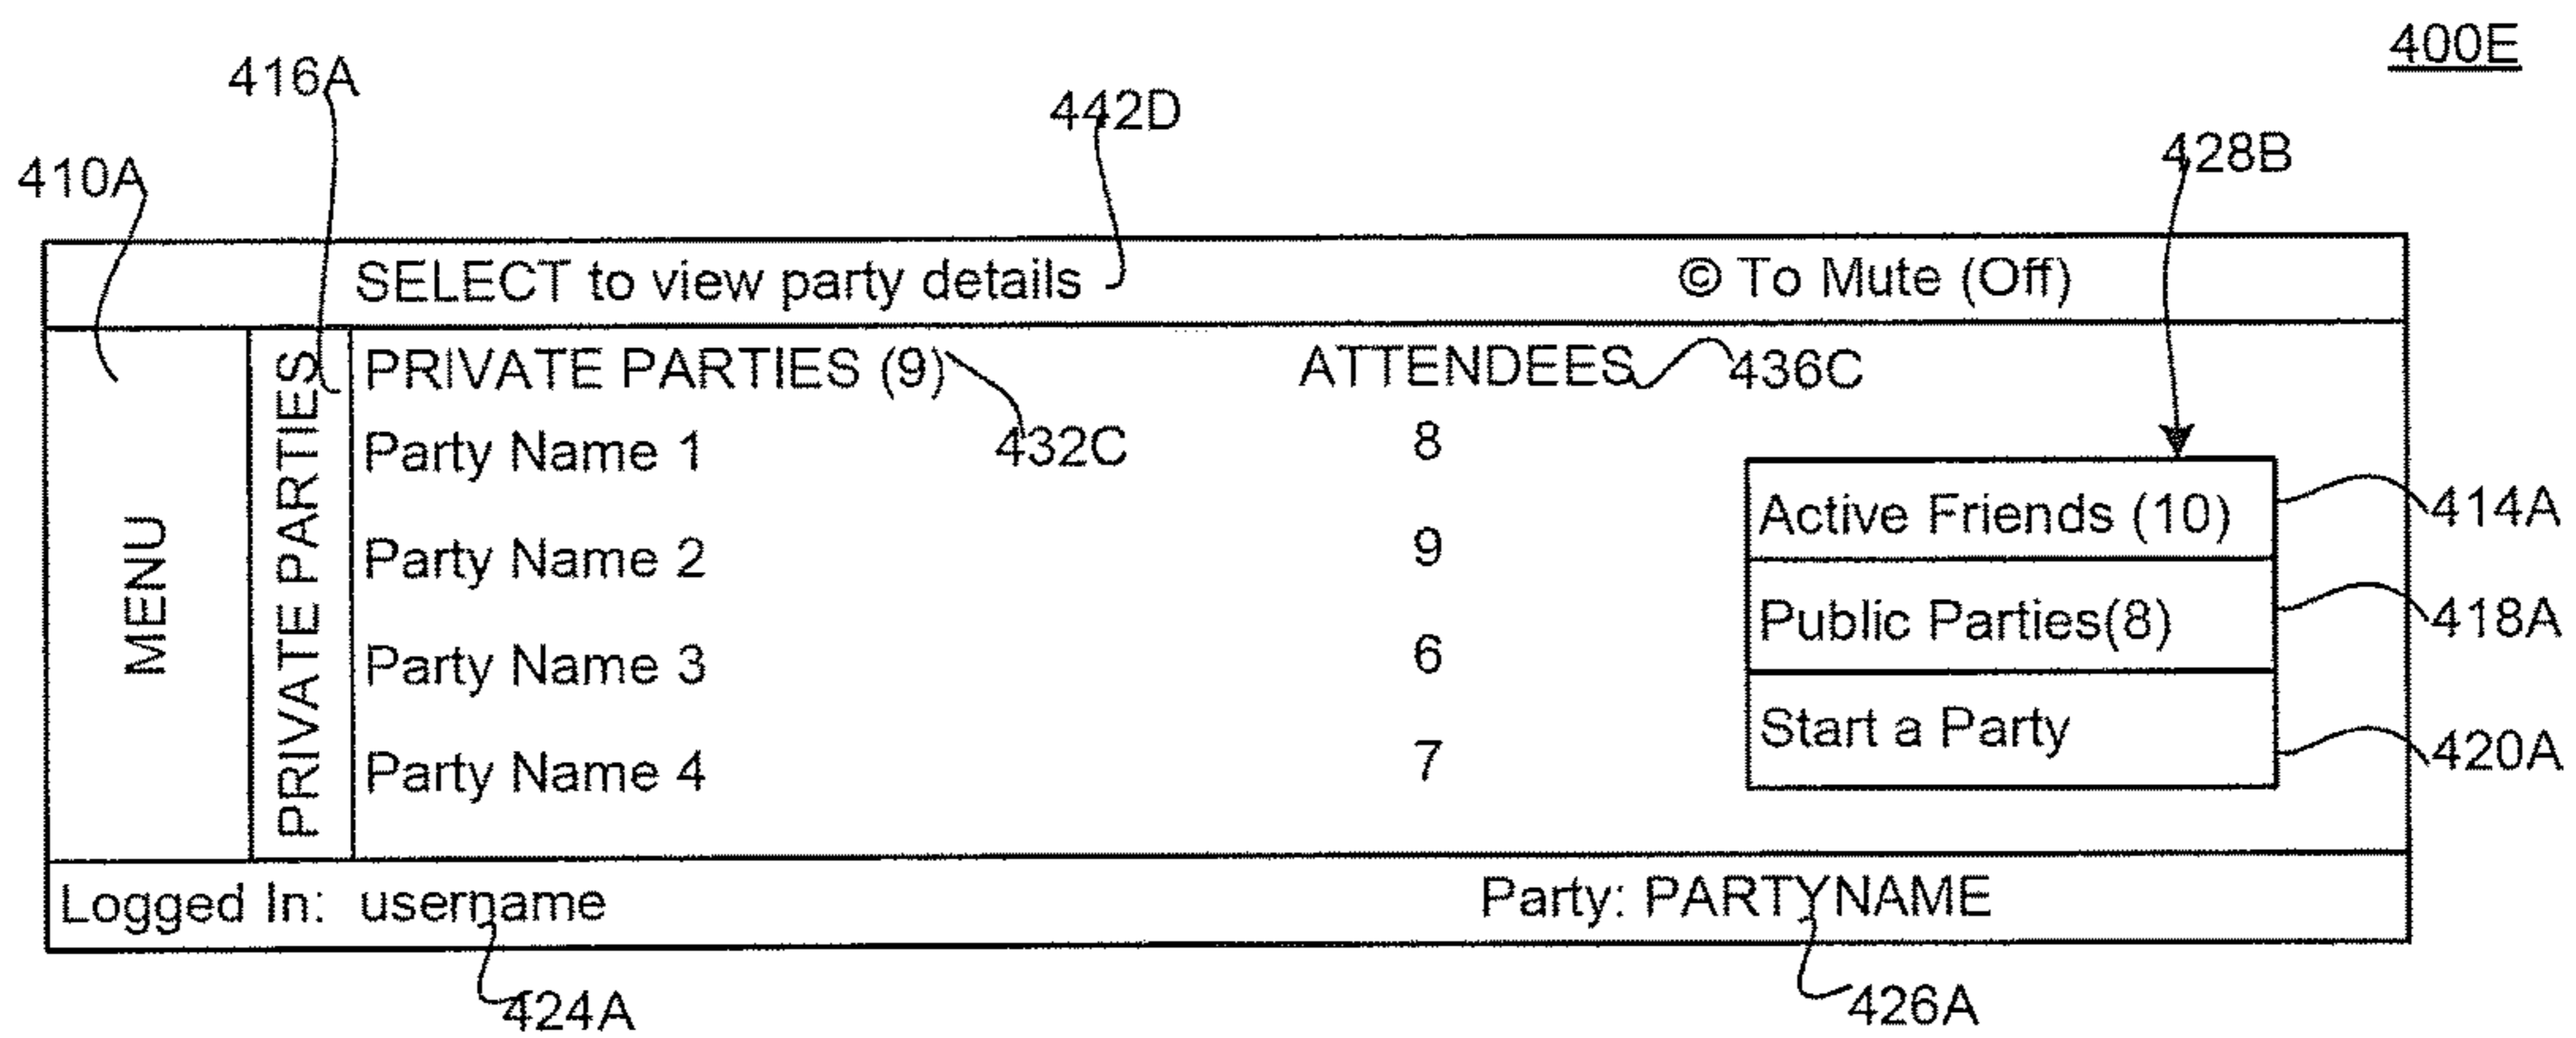 400E
416A
442D
428B
410A
SELECT to view party details
© To Mute (Off)
MENU
PRIVATE PARTIES
PRIVATE PARTIES (9)
ATTENDEES
436C
432C
Party Name 1
8
Party Name 2
9
Party Name 3
6
Party Name 4
7
Active Friends (10)
414A
Public Parties(8)
418A
Start a Party
420A
Logged In: username
Party: PARTYNAME
424A
426A